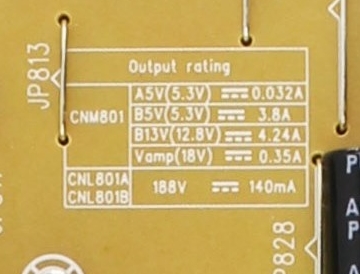 JP813
Output rating
CNM801
A5V(5.3V) ⎓ 0.032A
B5V(5.3V) ⎓ 3.8A
B13V(12.8V) ⎓ 4.24A
Vamp(18V) ⎓ 0.35A
CNL801A
CNL801B
188V ⎓ 140mA
P828
P
A
P
A